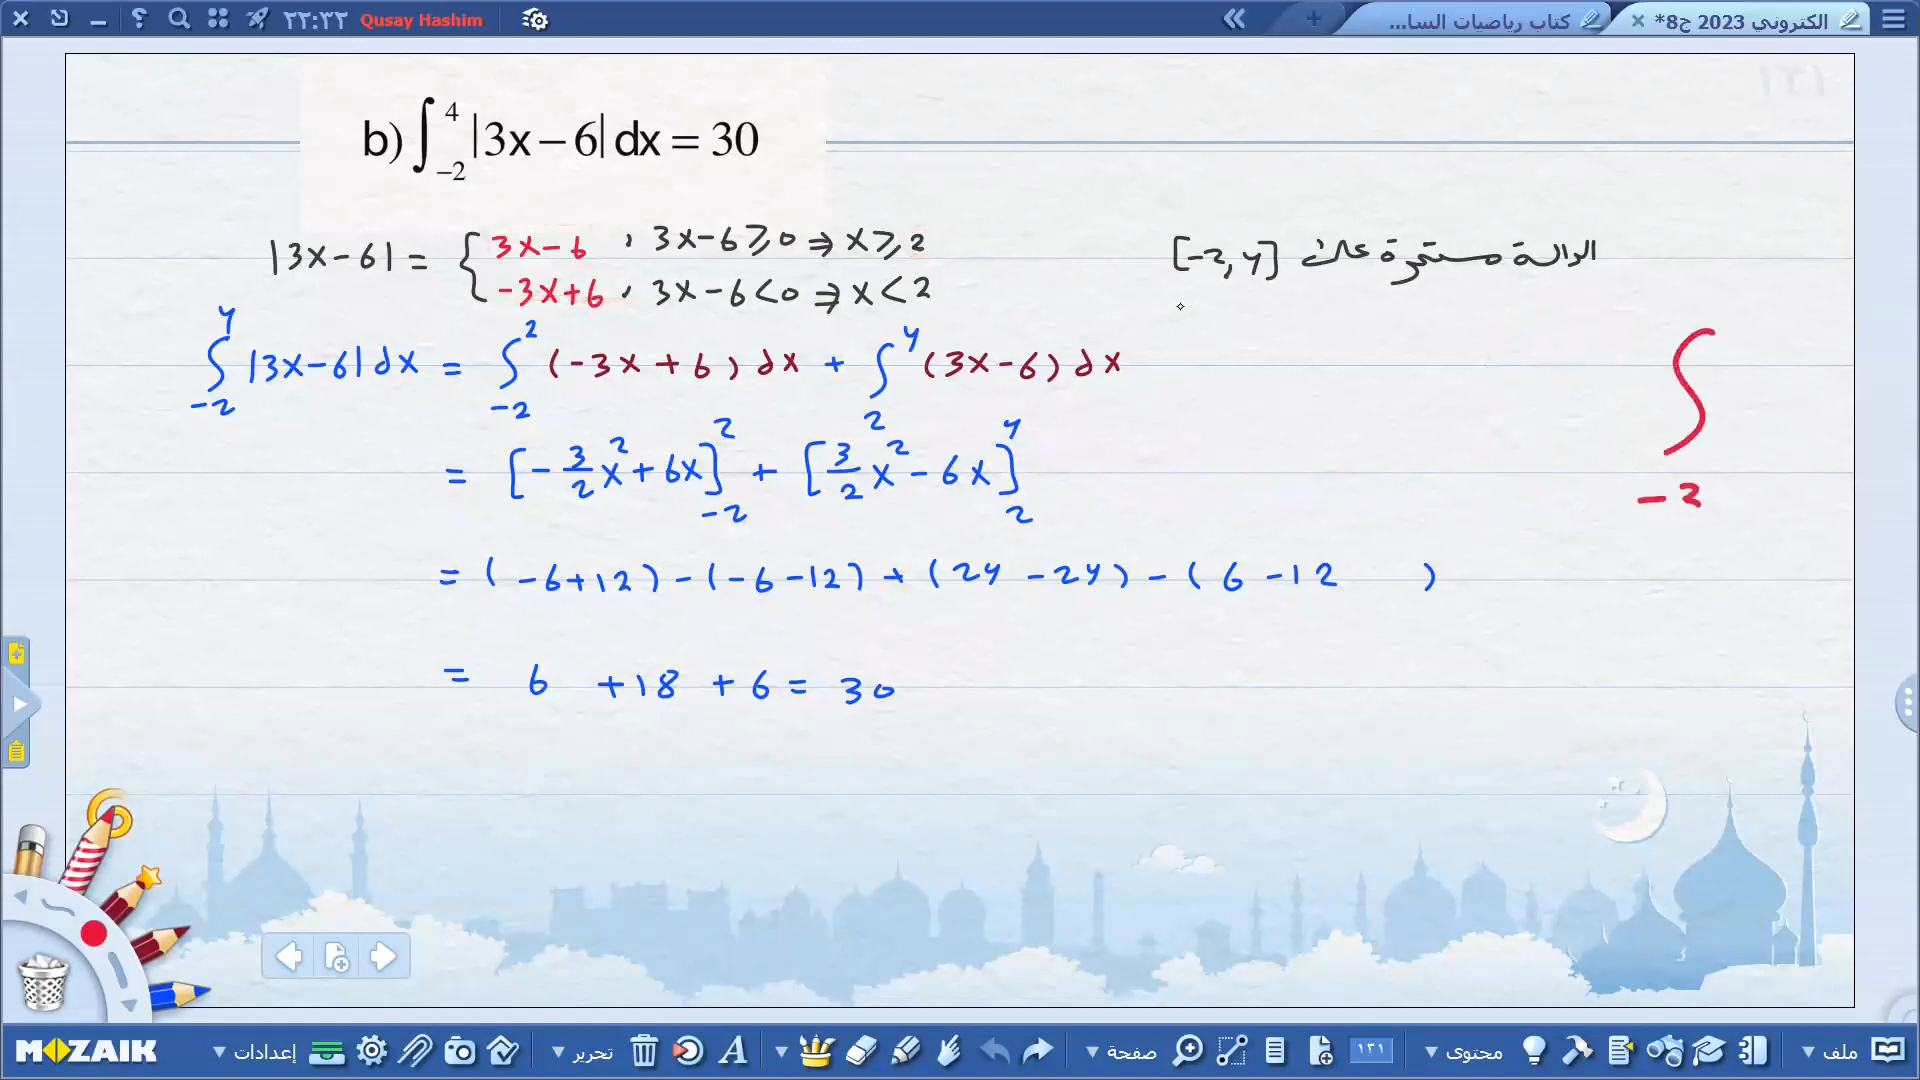 ٢٢:٢٢ Qusay Hashim
كتاب رياضيات السا...
الكتروني 2023 ج8*
١٣١
b) ∫_{-2}^{4} |3x − 6| dx = 30
|3x-6| = { 3x-6 , 3x-6 ≥ 0 ⇒ x ≥ 2
-3x+6 , 3x-6 < 0 ⇒ x < 2
الدالة مستمرة على [-2,4]
∫_{-2}^{4} |3x-6| dx = ∫_{-2}^{2} (-3x+6) dx + ∫_{2}^{4} (3x-6) dx
= [-3/2 x² + 6x]_{-2}^{2} + [3/2 x² - 6x]_{2}^{4}
∫_{-2}
= (-6+12) - (-6-12) + (24-24) - (6-12 )
= 6 +18 +6 = 30
MOZAIK إعدادات تحرير صفحة ١٣١ محتوى ملف